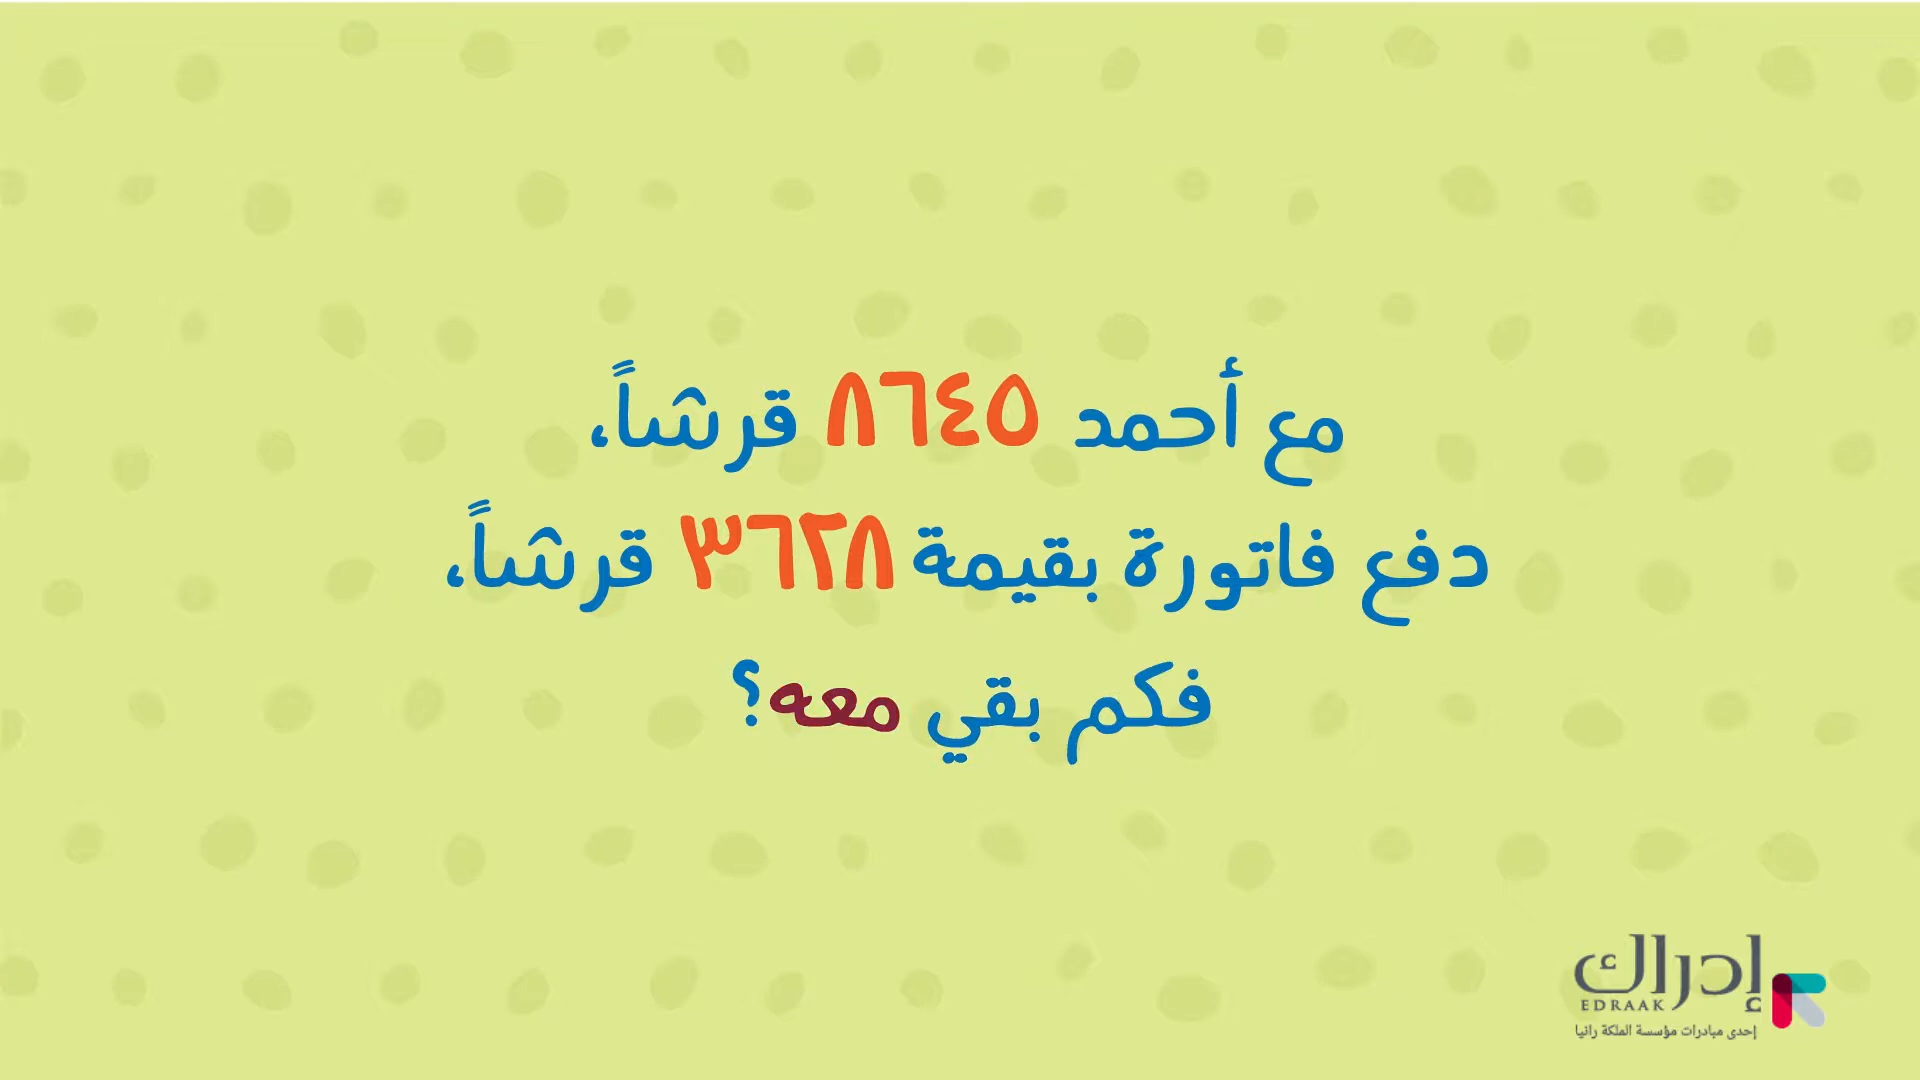 مع أحمد ٨٦٤٥ قرشاً،
دفع فاتورة بقيمة ٣٦٢٨ قرشاً،
فكم بقي معه؟
إدراك
EDRAAK
إحدى مبادرات مؤسسة الملكة رانيا